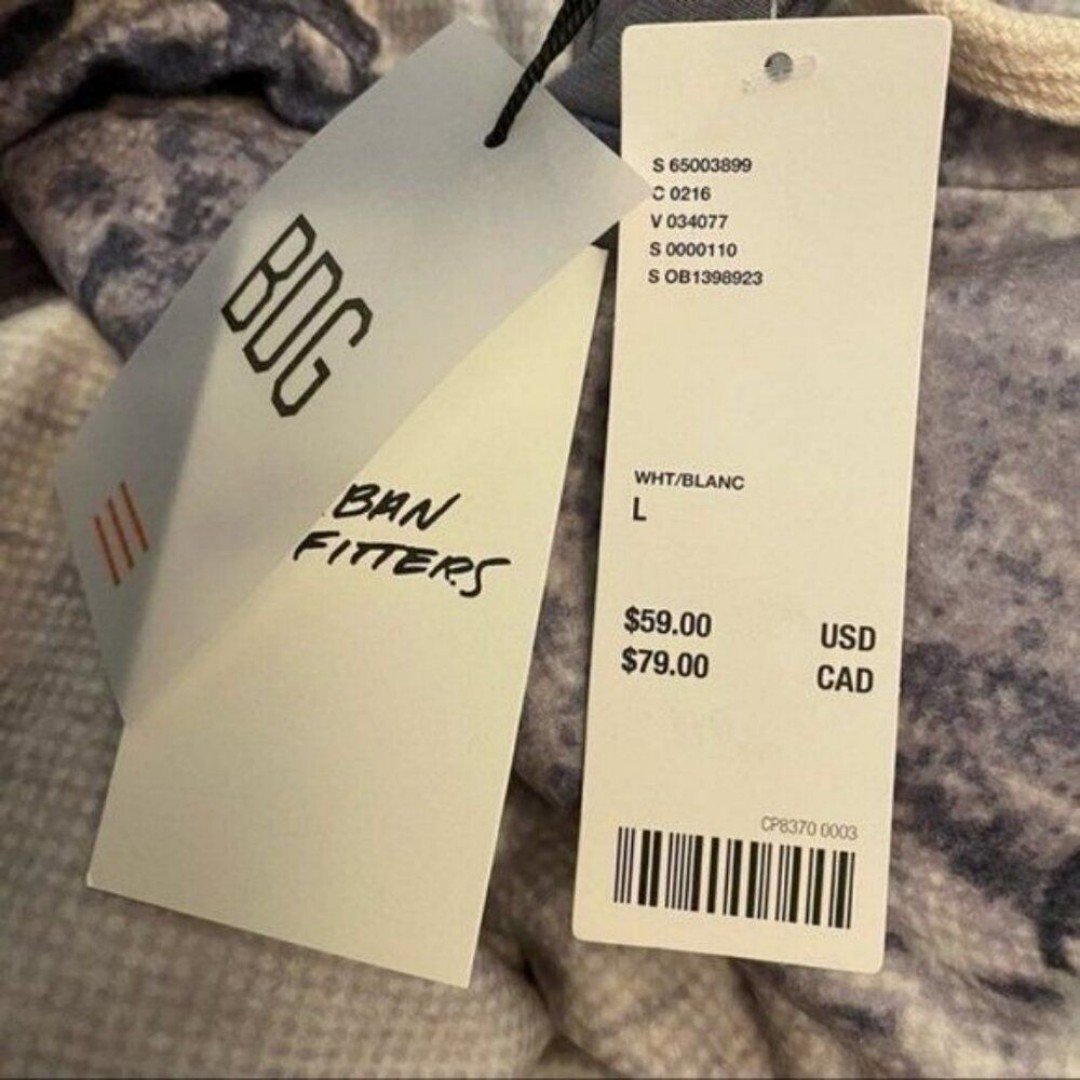 BDG
BAN
FITTERS
S 65003899
C 0216
V 034077
S 0000110
S OB1398923
WHT/BLANC
L
$59.00 USD
$79.00 CAD
CP8370 0003